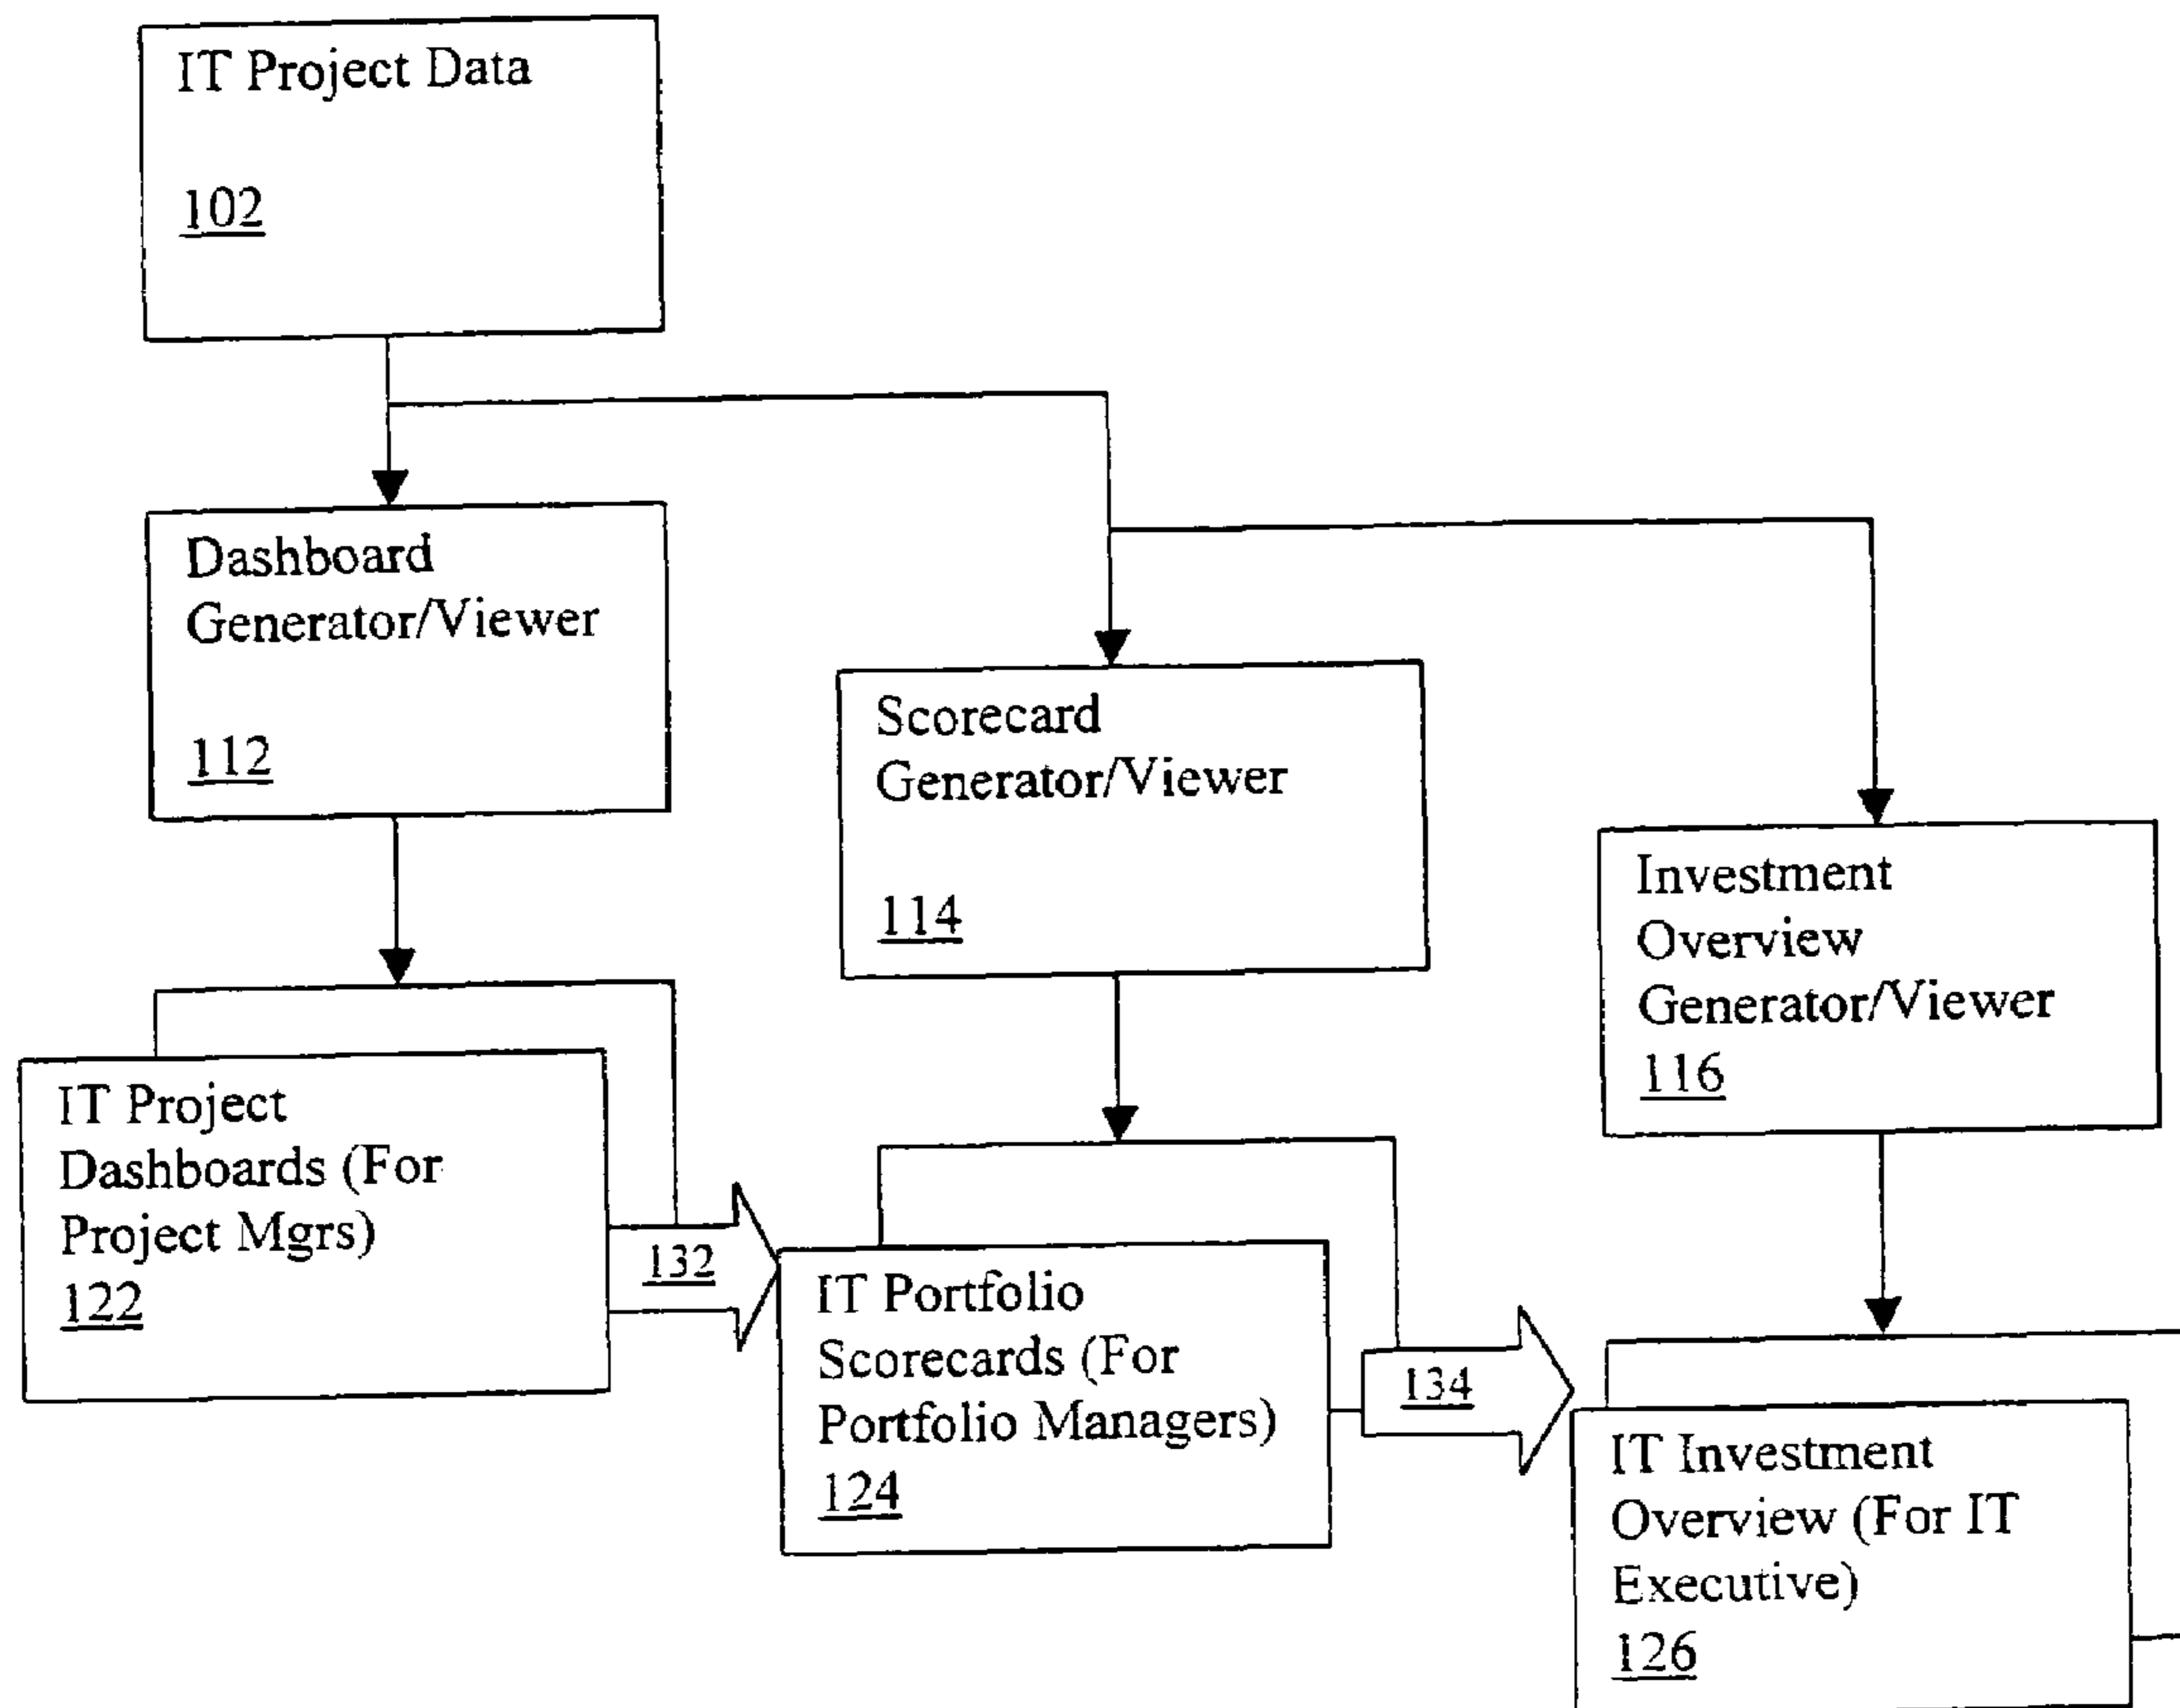 IT Project Data
102
Dashboard
Generator/Viewer
112
Scorecard
Generator/Viewer
114
Investment
Overview
Generator/Viewer
116
IT Project
Dashboards (For
Project Mgrs)
122
132
IT Portfolio
Scorecards (For
Portfolio Managers)
124
134
IT Investment
Overview (For IT
Executive)
126